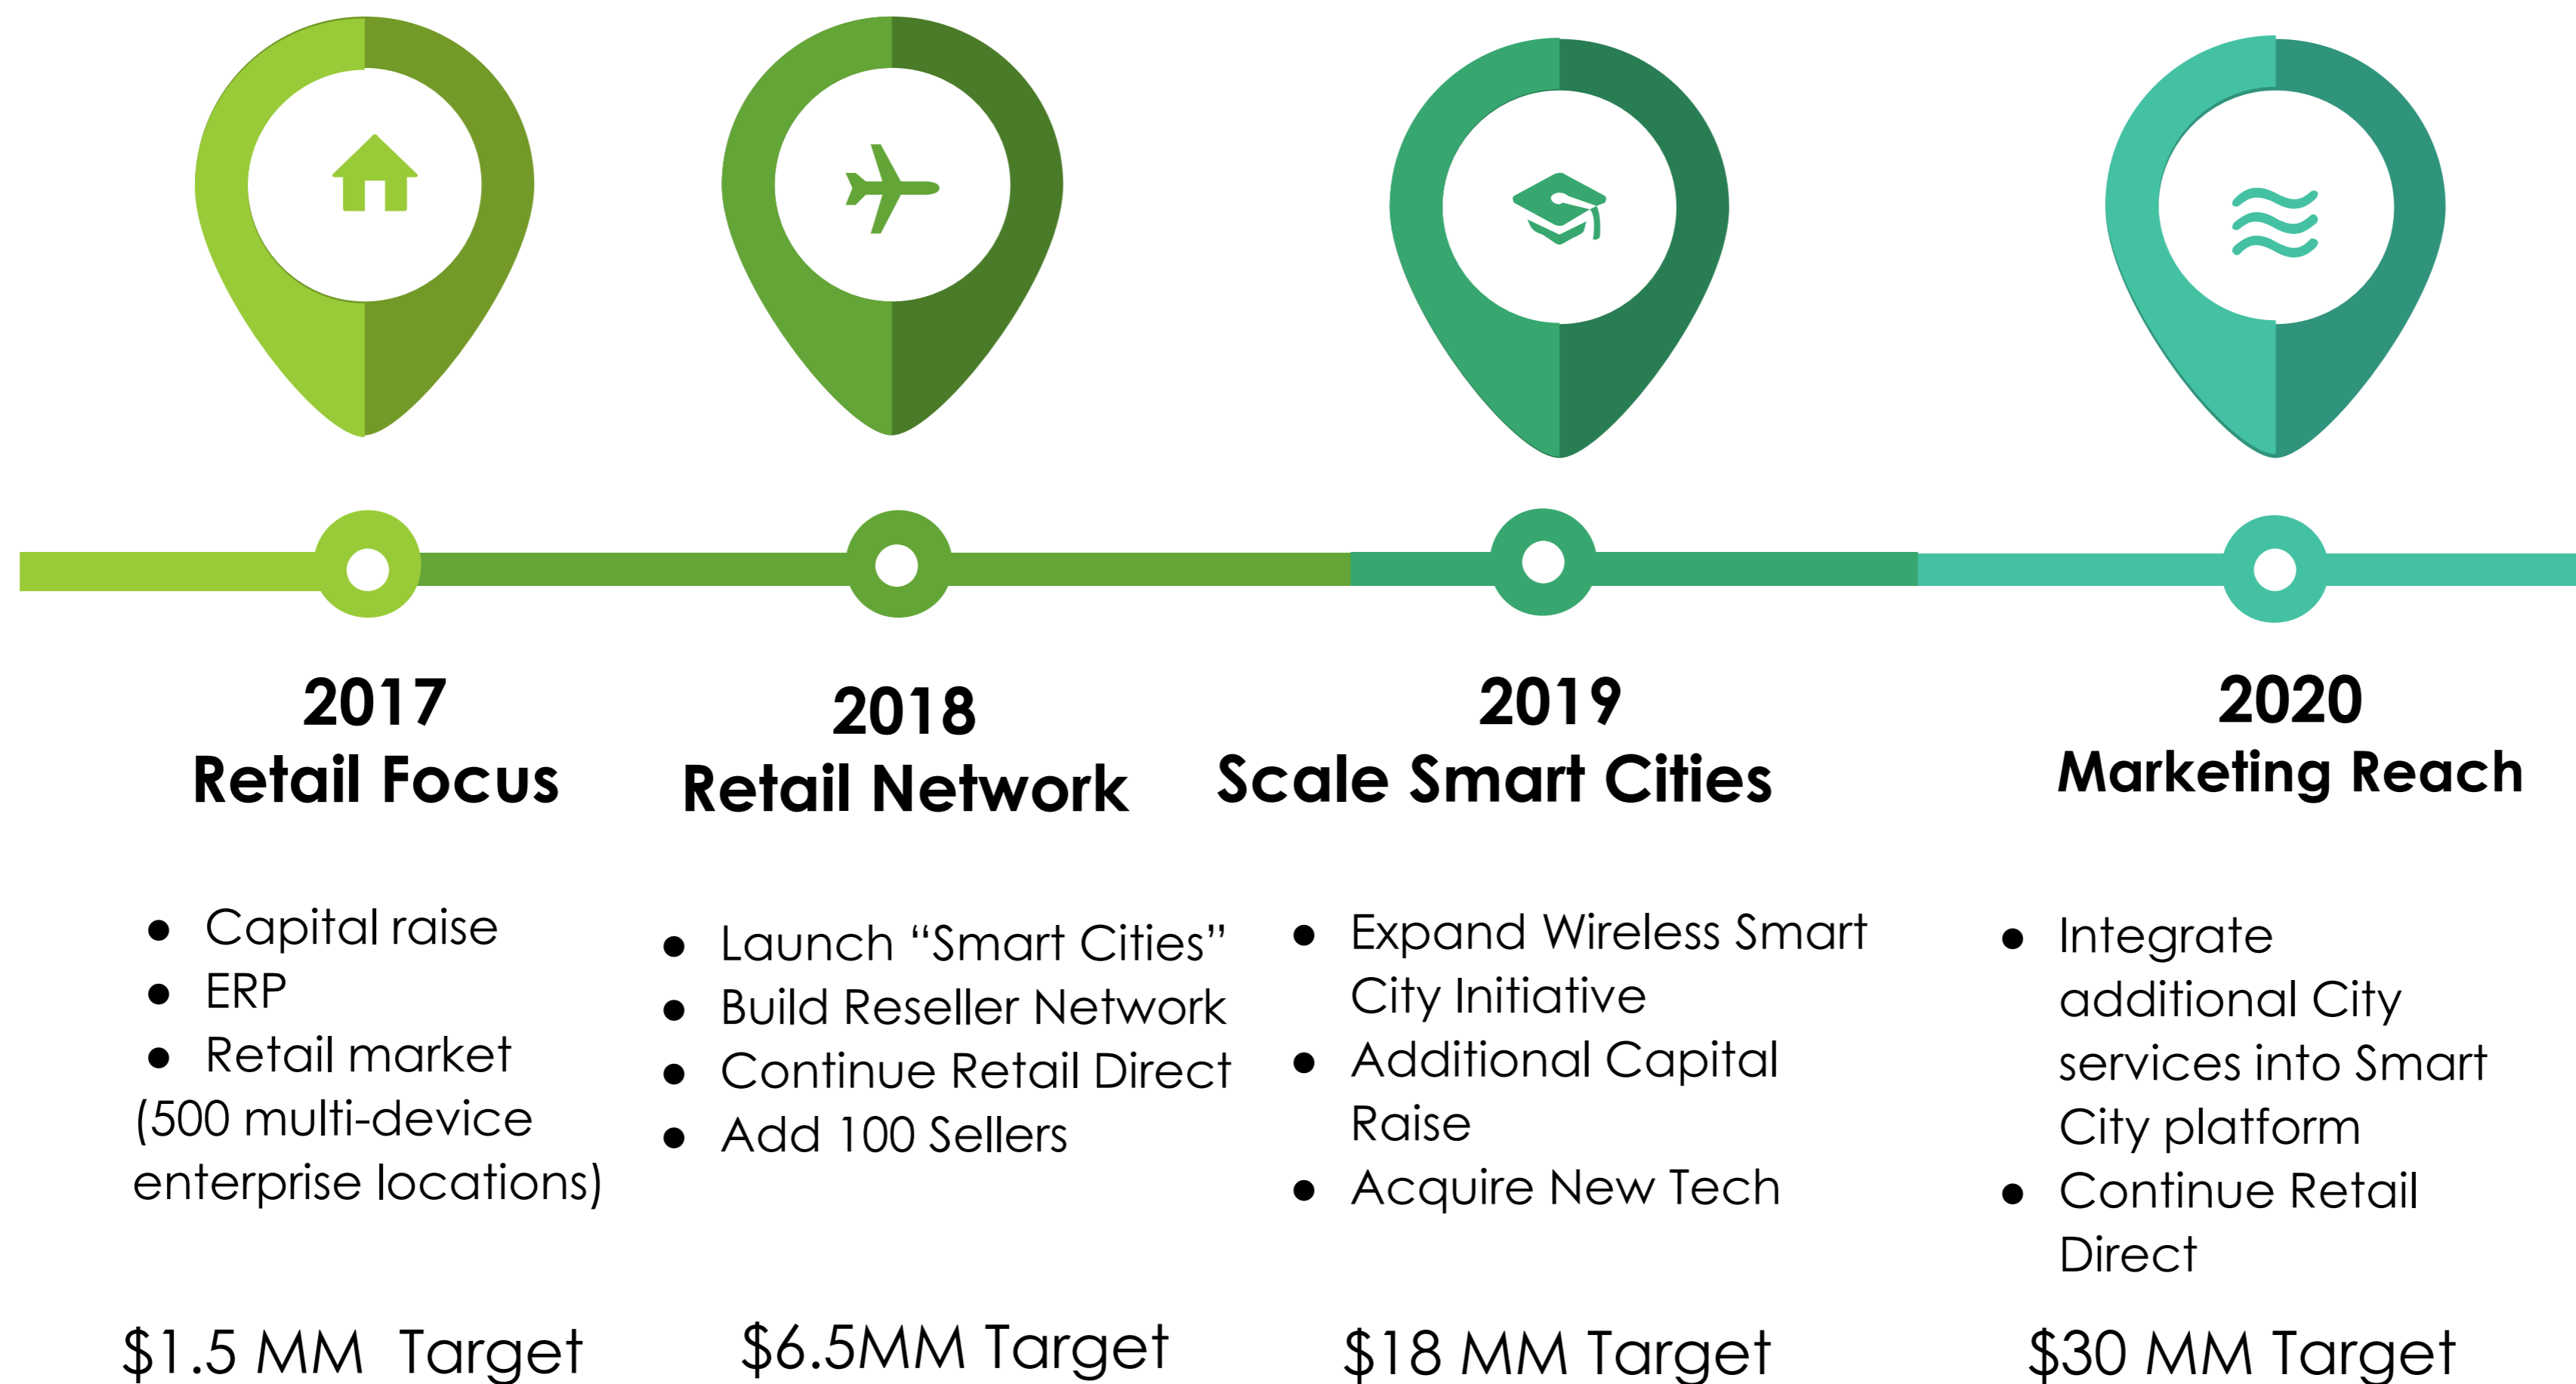 2017
Retail Focus
● Capital raise
● ERP
● Retail market
(500 multi-device
enterprise locations)
$1.5 MM  Target
2018
Retail Network
● Launch “Smart Cities”
● Build Reseller Network
● Continue Retail Direct
● Add 100 Sellers
$6.5MM Target
2019
Scale Smart Cities
● Expand Wireless Smart
City Initiative
● Additional Capital
Raise
● Acquire New Tech
$18 MM Target
2020
Marketing Reach
● Integrate
additional City
services into Smart
City platform
● Continue Retail
Direct
$30 MM Target